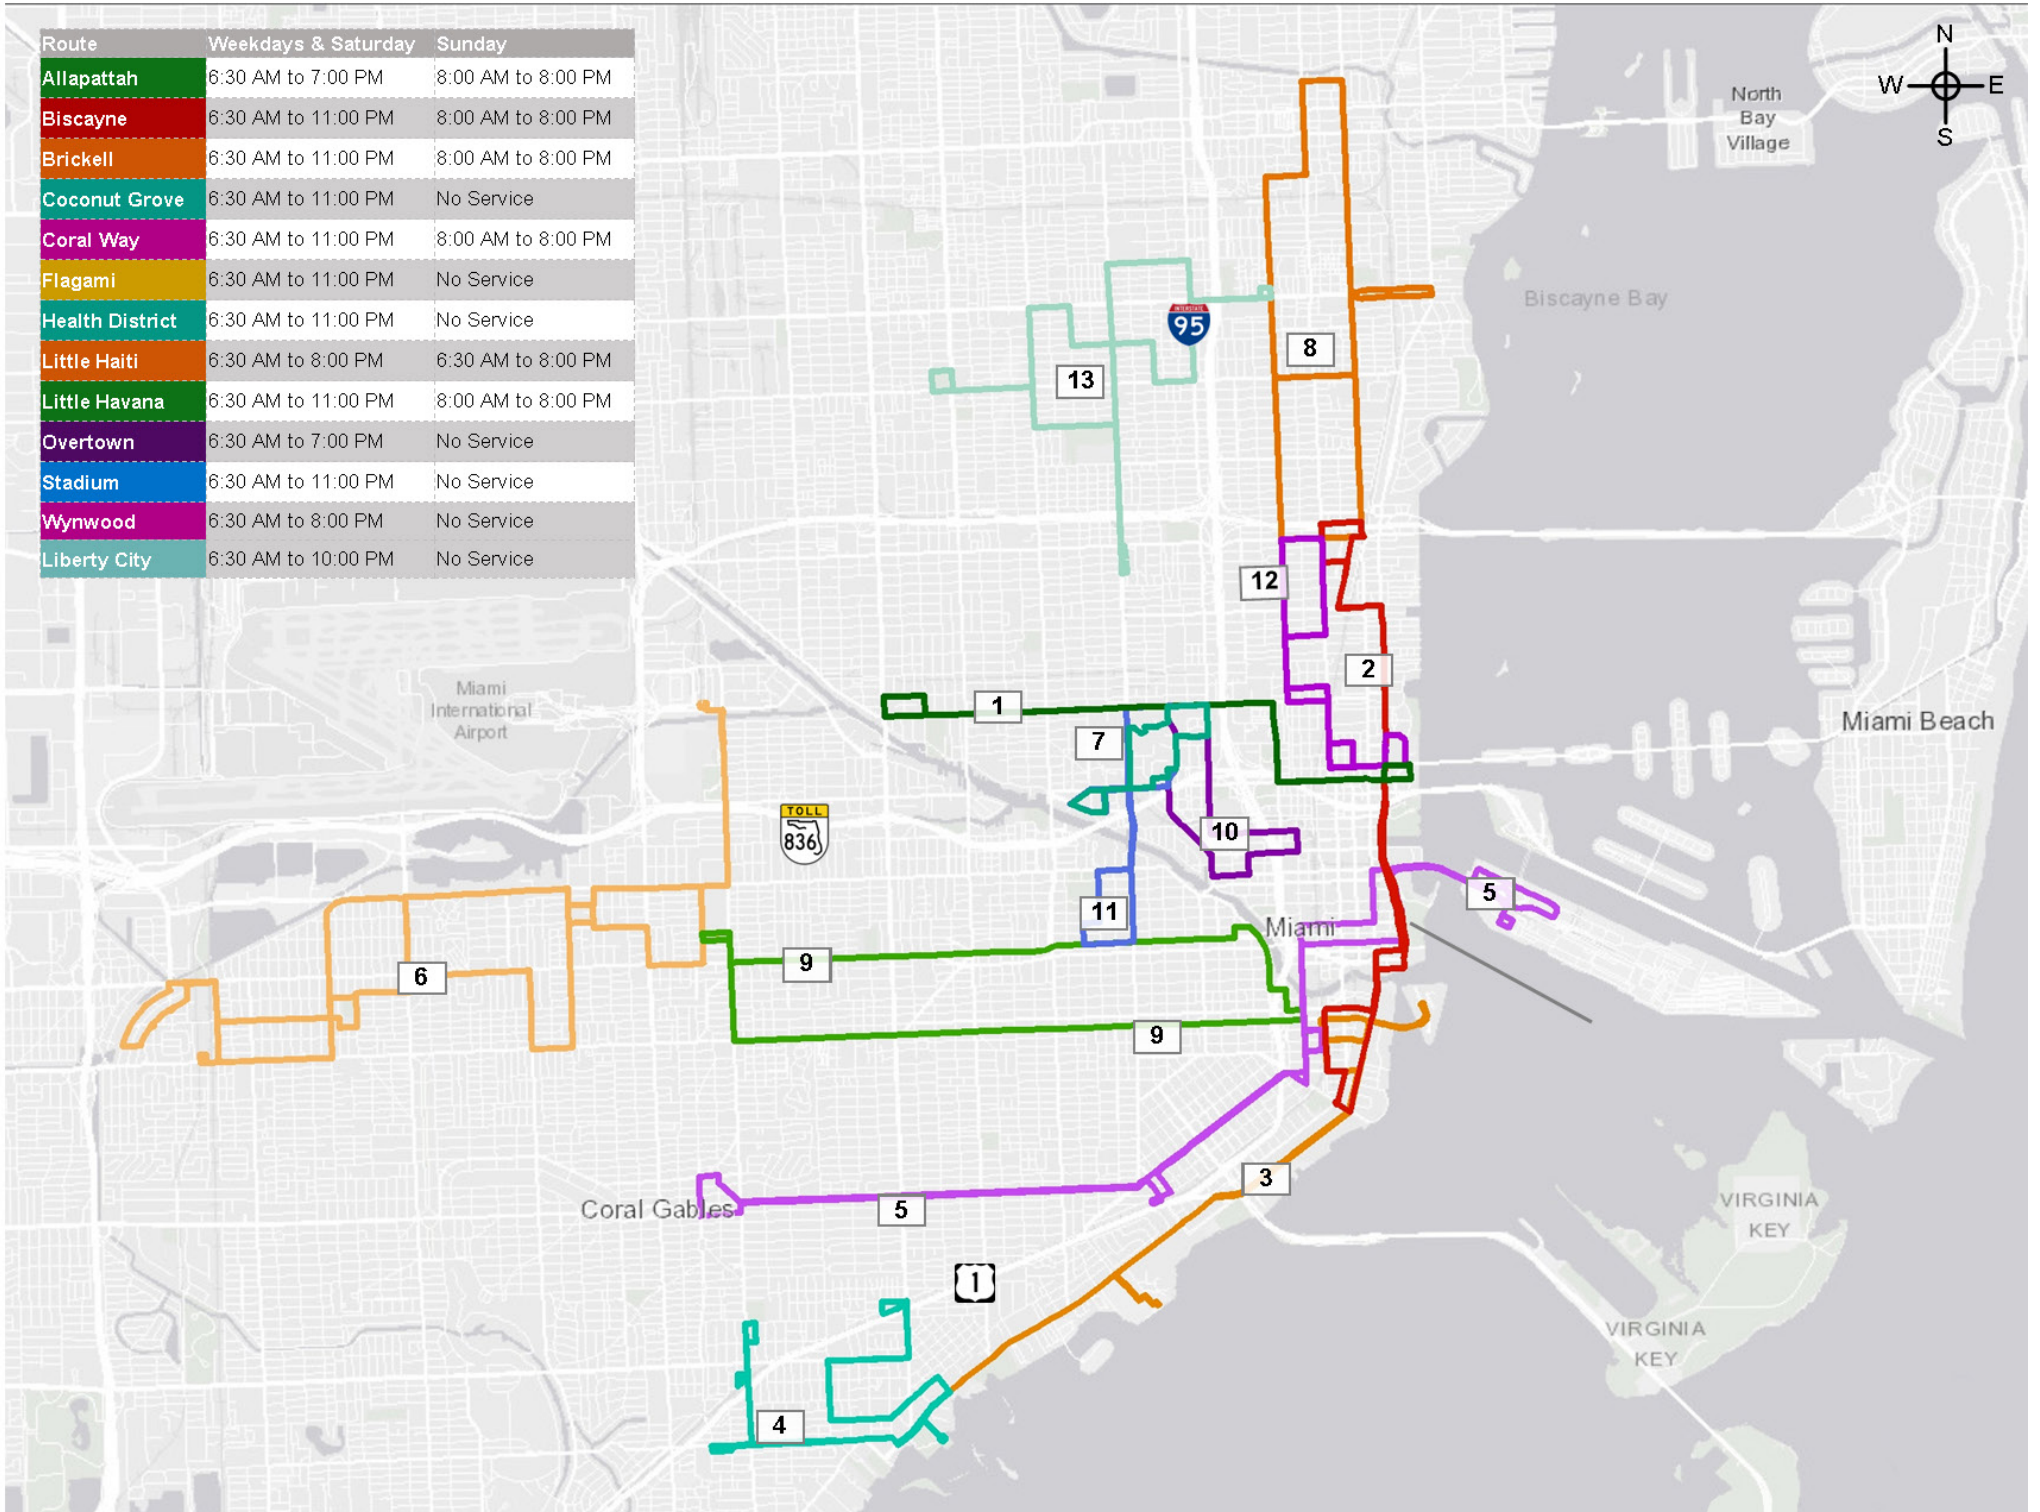 Route Weekdays & Saturday Sunday
Allapattah 6:30 AM to 7:00 PM 8:00 AM to 8:00 PM
Biscayne 6:30 AM to 11:00 PM 8:00 AM to 8:00 PM
Brickell 6:30 AM to 11:00 PM 8:00 AM to 8:00 PM
Coconut Grove 6:30 AM to 11:00 PM No Service
Coral Way 6:30 AM to 11:00 PM 8:00 AM to 8:00 PM
Flagami 6:30 AM to 11:00 PM No Service
Health District 6:30 AM to 11:00 PM No Service
Little Haiti 6:30 AM to 8:00 PM 6:30 AM to 8:00 PM
Little Havana 6:30 AM to 11:00 PM 8:00 AM to 8:00 PM
Overtown 6:30 AM to 7:00 PM No Service
Stadium 6:30 AM to 11:00 PM No Service
Wynwood 6:30 AM to 8:00 PM No Service
Liberty City 6:30 AM to 10:00 PM No Service
N
W E
S
North
Bay
Village
Biscayne Bay
INTERSTATE
95
8
13
12
2
Miami
International
Airport
1
7
Miami Beach
TOLL
836
10
5
11
Miami
9
6
9
3
Coral Gables
5
VIRGINIA
KEY
1
VIRGINIA
KEY
4